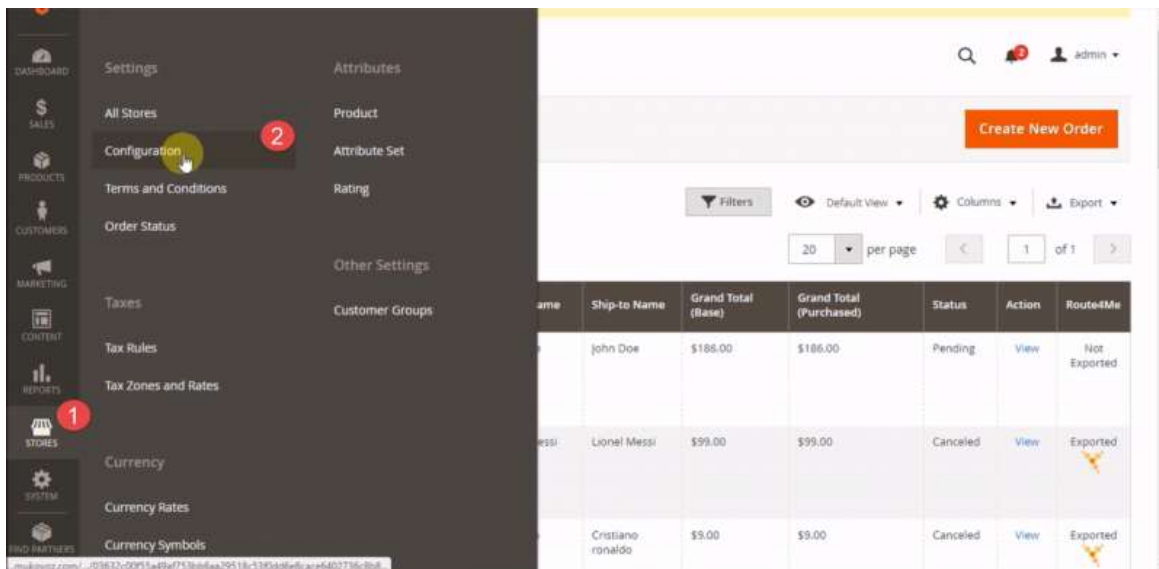 DASHBOARD
SALES
PRODUCTS
CUSTOMERS
MARKETING
CONTENT
REPORTS
1
STORES
SYSTEM
FIND PARTNERS
Settings
All Stores
Configuration
2
Terms and Conditions
Order Status
Taxes
Tax Rules
Tax Zones and Rates
Currency
Currency Rates
Currency Symbols
Attributes
Product
Attribute Set
Rating
Other Settings
Customer Groups
2
admin
Create New Order
Filters
Default View
Columns
Export
20 per page
1 of 1
Ship-to Name Grand Total (Base) Grand Total (Purchased) Status Action Route4Me
John Doe $186.00 $186.00 Pending View Not Exported
Lionel Messi $99.00 $99.00 Canceled View Exported
Cristiano ronaldo $9.00 $9.00 Canceled View Exported